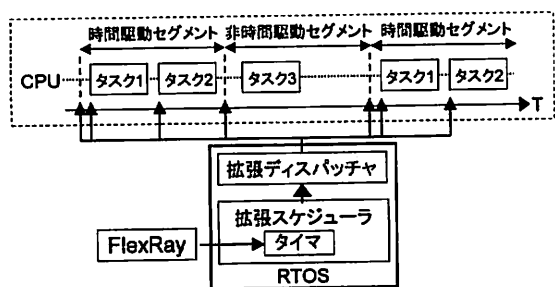 時間駆動セグメント 非時間駆動セグメント 時間駆動セグメント
CPU タスク1 タスク2 タスク3 タスク1 タスク2
T
拡張ディスパッチャ
拡張スケジューラ
FlexRay タイマ
RTOS